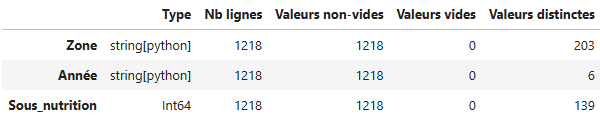 Type Nb lignes Valeurs non-vides Valeurs vides Valeurs distinctes
Zone string[python] 1218 1218 0 203
Année string[python] 1218 1218 0 6
Sous_nutrition Int64 1218 1218 0 139